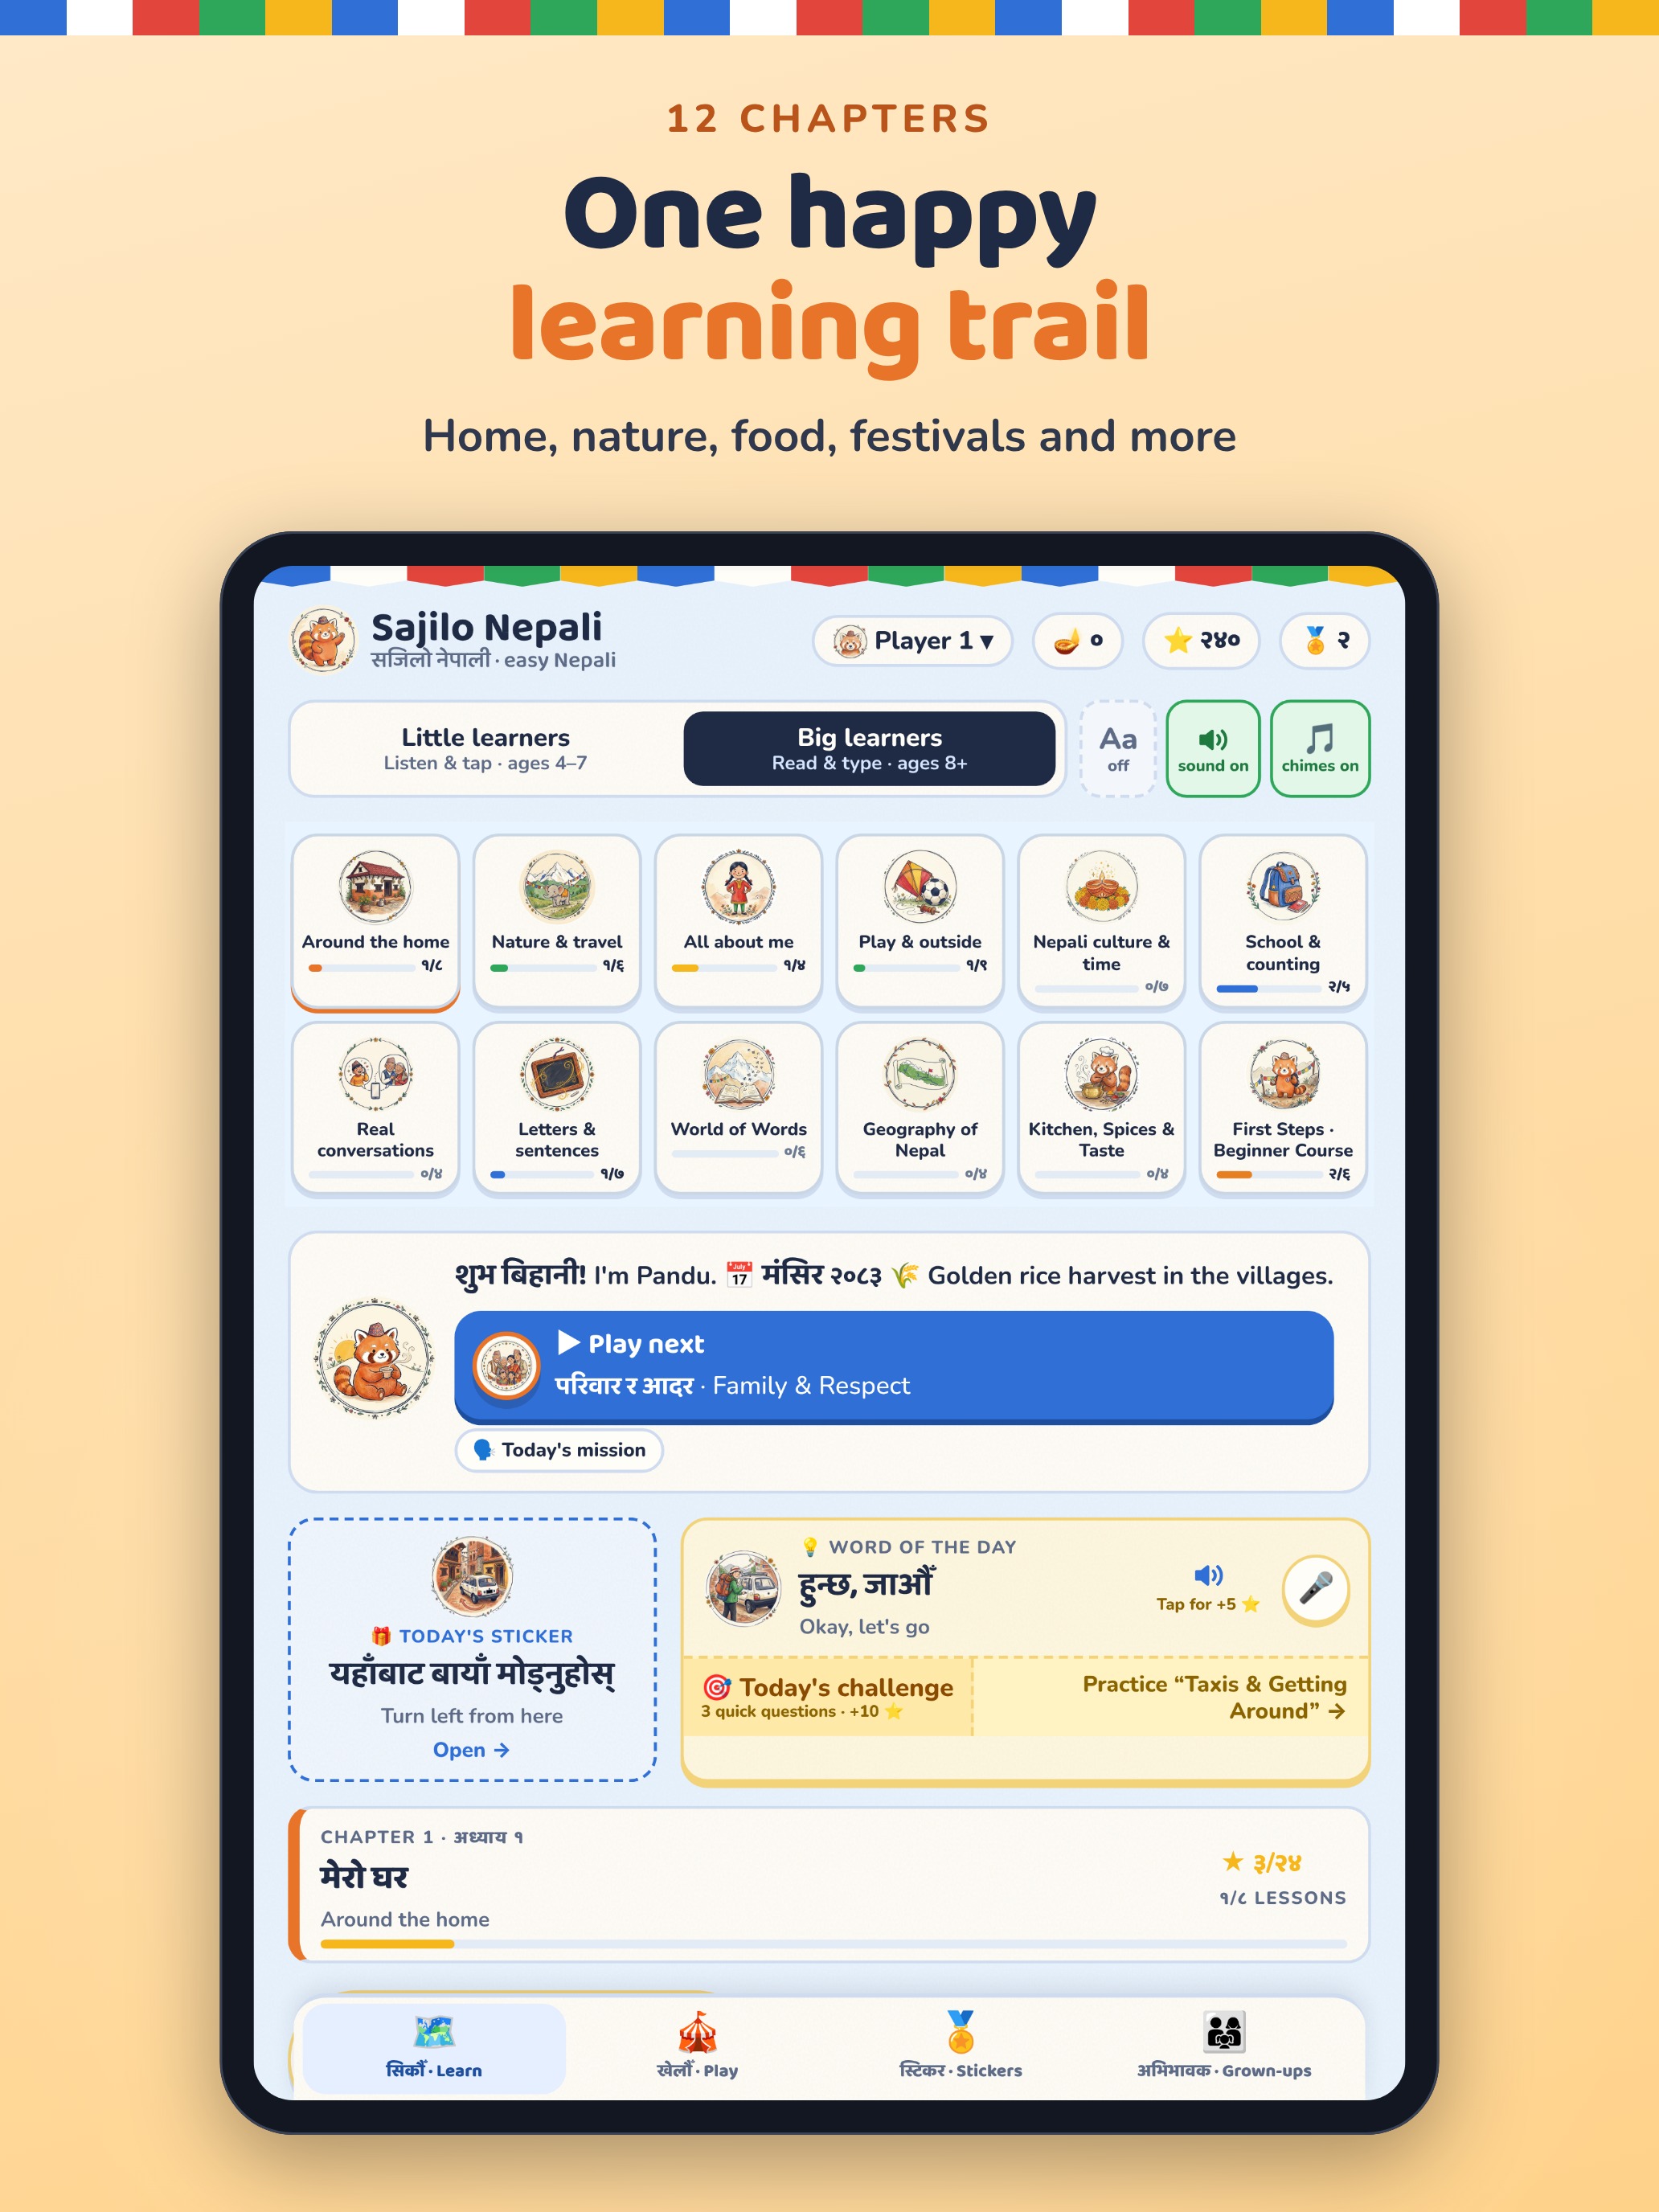 12 CHAPTERS
One happy
learning trail
Home, nature, food, festivals and more
Sajilo Nepali
सजिलो नेपाली · easy Nepali
Player 1 ▾
🪔 ०
⭐ २४०
🏅 २
Little learners
Listen & tap · ages 4–7
Big learners
Read & type · ages 8+
Aa
off
sound on
chimes on
Around the home
१/८
Nature & travel
१/६
All about me
१/४
Play & outside
१/९
Nepali culture &
time
०/७
School &
counting
२/५
Real
conversations
०/४
Letters &
sentences
१/७
World of Words
०/६
Geography of
Nepal
०/४
Kitchen, Spices &
Taste
०/४
First Steps ·
Beginner Course
२/६
शुभ बिहानी! I'm Pandu. 📅 मंसिर २०८३ 🌾 Golden rice harvest in the villages.
▶ Play next
परिवार र आदर · Family & Respect
🗣️ Today's mission
🎁 TODAY'S STICKER
यहाँबाट बायाँ मोड्नुहोस्
Turn left from here
Open →
💡 WORD OF THE DAY
हुन्छ, जाऔँ
Okay, let's go
Tap for +5 ⭐
🎯 Today's challenge
3 quick questions · +10 ⭐
Practice “Taxis & Getting
Around” →
CHAPTER 1 · अध्याय १
मेरो घर
Around the home
★ ३/२४
१/८ LESSONS
सिकौँ · Learn
खेलौँ · Play
स्टिकर · Stickers
अभिभावक · Grown-ups